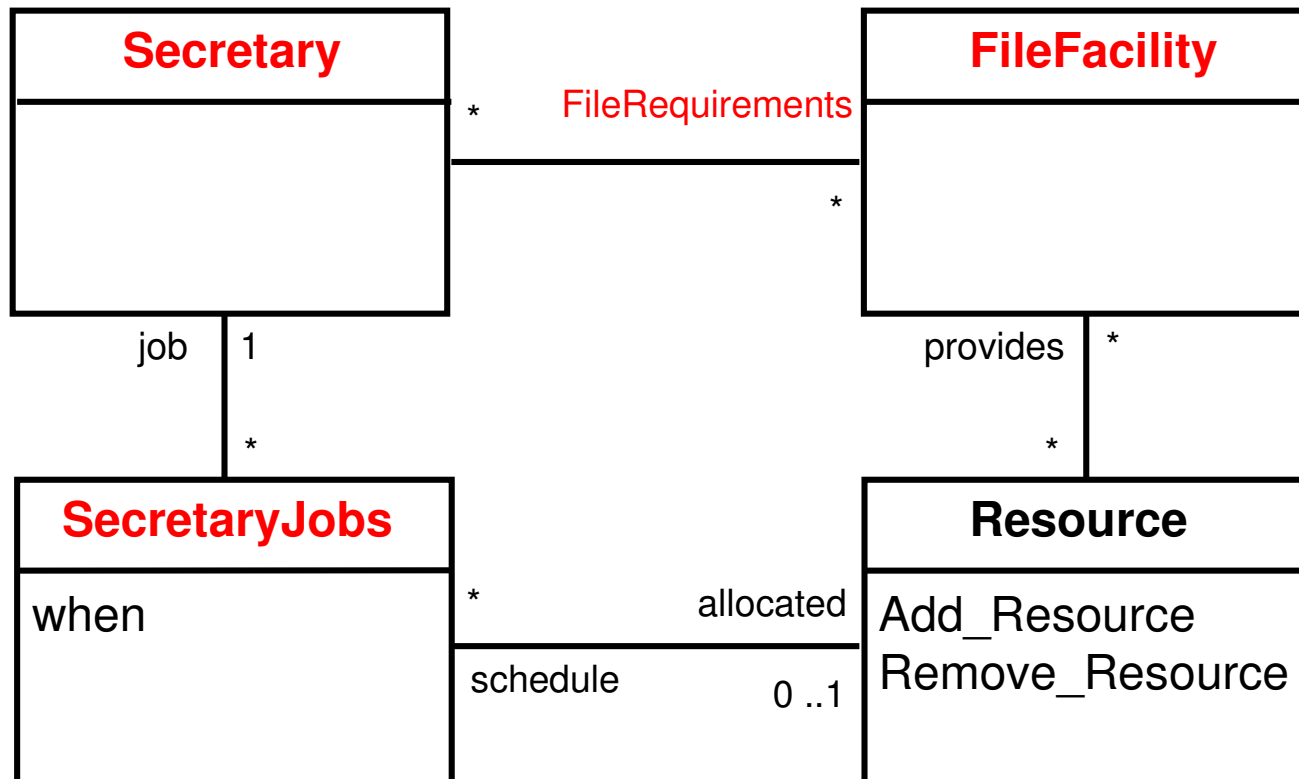 Secretary
FileFacility
* FileRequirements
*
job 1
provides *
*
*
SecretaryJobs
Resource
when
* allocated
Add_Resource
schedule
0 ..1
Remove_Resource